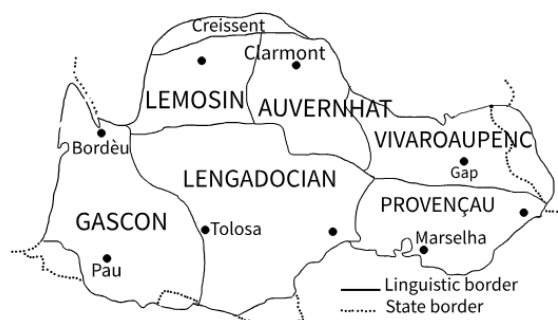 Creissent
Clarmont
LEMOSIN
AUVERNHAT
VIVAROAUPENC
Bordèu
Gap
LENGADOCIAN
PROVENÇAU
GASCON
Tolosa
Marselha
Pau
Linguistic border
State border